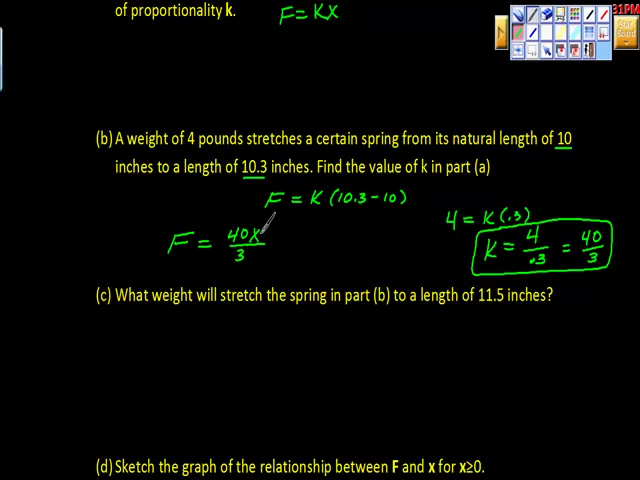 of proportionality k.
F = KX
31PM
Star
Board
(b) A weight of 4 pounds stretches a certain spring from its natural length of 10
inches to a length of 10.3 inches. Find the value of k in part (a)
F = K (10.3 - 10)
4 = K(.3)
F = 40X/3
K = 4/.3 = 40/3
(c) What weight will stretch the spring in part (b) to a length of 11.5 inches?
(d) Sketch the graph of the relationship between F and x for x≥0.